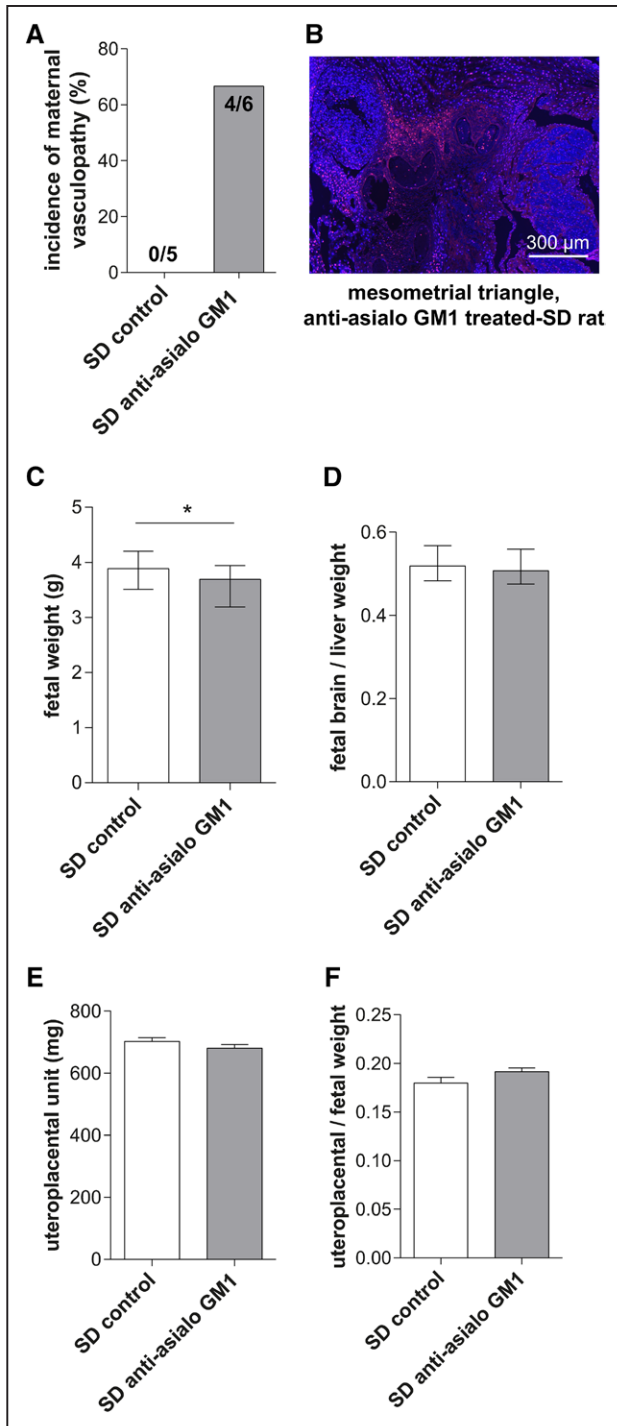 A
incidence of maternal
vasculopathy (%)
80
60
40
20
0
0/5
4/6
SD control
SD anti-asialo GM1
B
300 µm
mesometrial triangle,
anti-asialo GM1 treated-SD rat
C
fetal weight (g)
5
4
3
2
1
0
*
SD control
SD anti-asialo GM1
D
fetal brain / liver weight
0.6
0.4
0.2
0.0
SD control
SD anti-asialo GM1
E
uteroplacental unit (mg)
800
600
400
200
0
SD control
SD anti-asialo GM1
F
uteroplacental / fetal weight
0.25
0.20
0.15
0.10
0.05
0.00
SD control
SD anti-asialo GM1